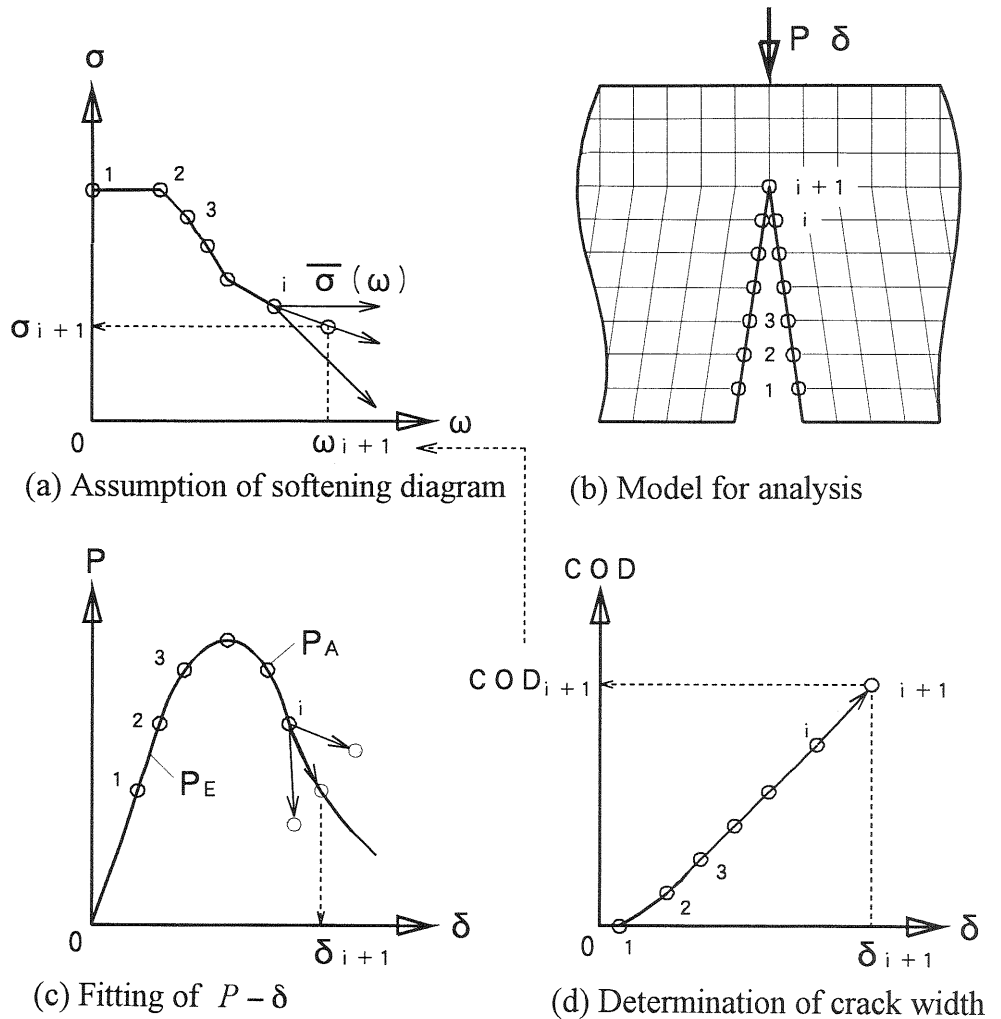 σ
1
2
3
i
σ̅ (ω)
σ i + 1
0
ω i + 1
ω
(a) Assumption of softening diagram
P δ
i + 1
i
3
2
1
(b) Model for analysis
P
3
2
1
P A
i
P E
0
δ i + 1
δ
(c) Fitting of P – δ
C O D
C O D i + 1
i + 1
i
3
2
1
0
δ i + 1
δ
(d) Determination of crack width